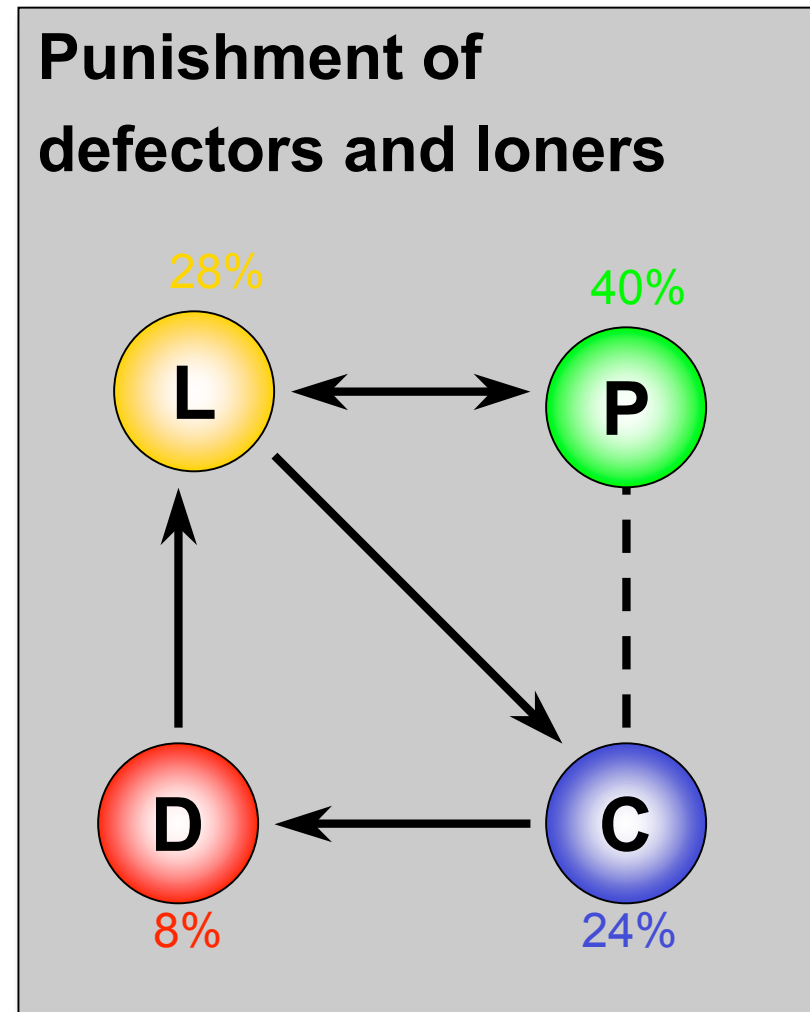 Punishment of
defectors and loners
28%
40%
L
P
D
C
8%
24%